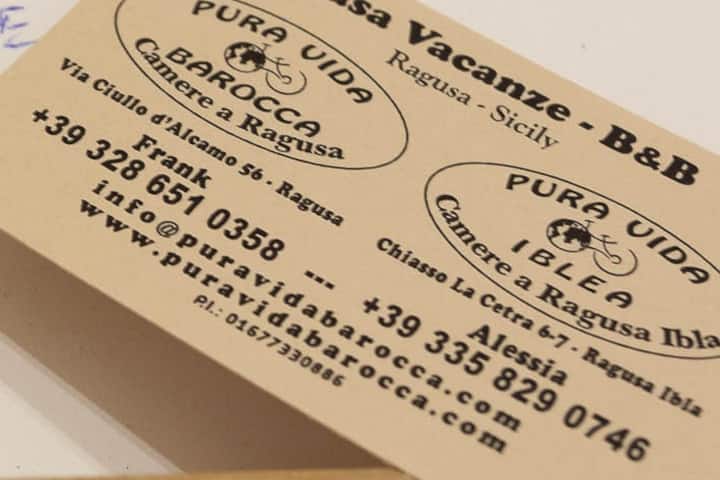 asa Vacanze - B&B
Ragusa - Sicily
PURA VIDA
BAROCCA
Camere a Ragusa
Via Ciullo d'Alcamo 56 - Ragusa
Frank
+39 328 651 0358 --- +39 335 829 0746
PURA VIDA
IBLEA
Camere a Ragusa Ibla
Chiasso La Cetra 6-7 - Ragusa Ibla
Alessia
info@puravidabarocca.com
www.puravidabarocca.com
P.I.: 01677330886